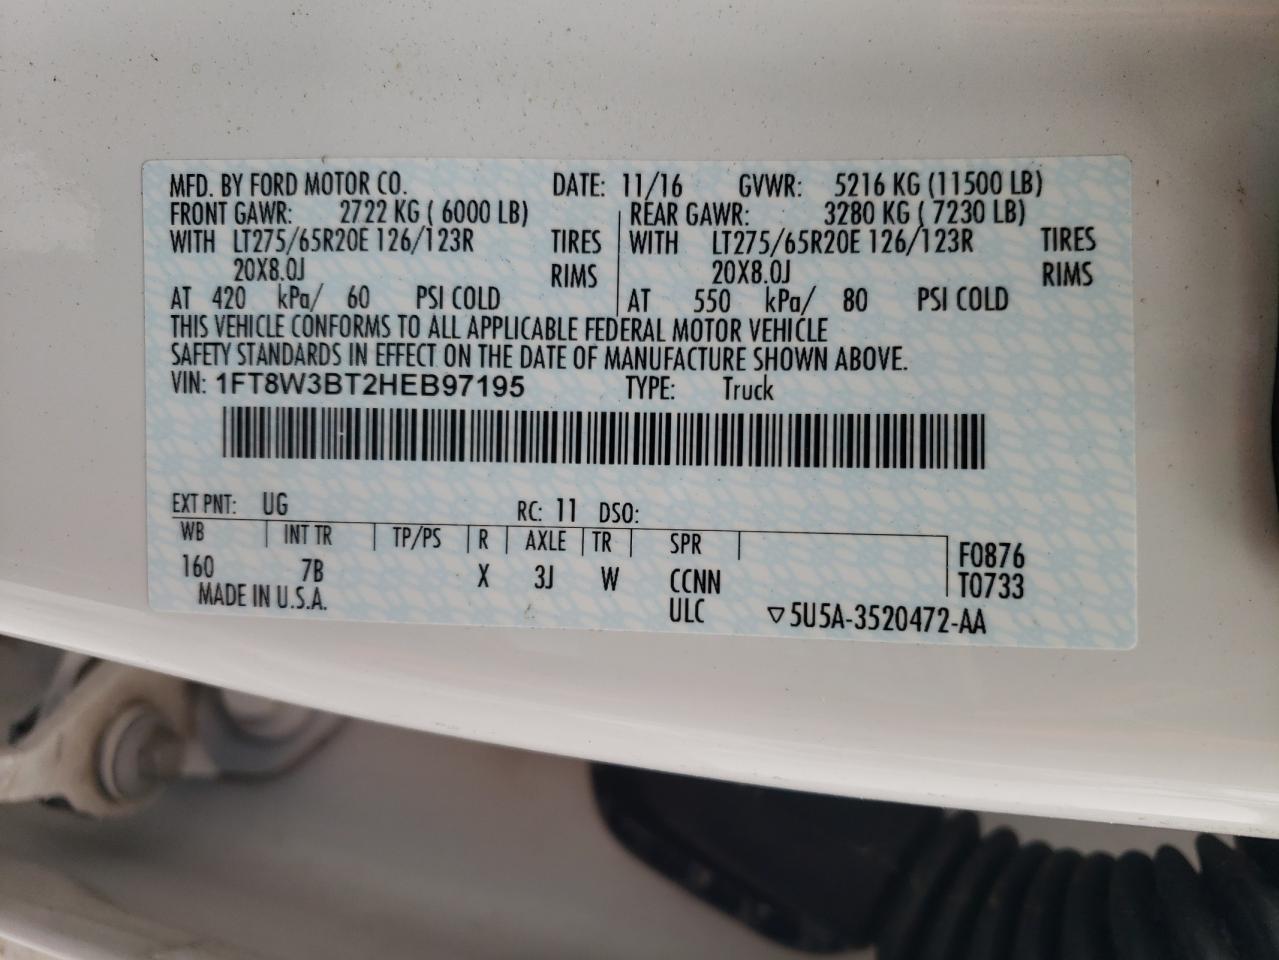 MFD. BY FORD MOTOR CO. DATE: 11/16 GVWR: 5216 KG (11500 LB)
FRONT GAWR: 2722 KG ( 6000 LB) REAR GAWR: 3280 KG ( 7230 LB)
WITH LT275/65R20E 126/123R TIRES WITH LT275/65R20E 126/123R TIRES
20X8.0J RIMS 20X8.0J RIMS
AT 420 kPa/ 60 PSI COLD AT 550 kPa/ 80 PSI COLD
THIS VEHICLE CONFORMS TO ALL APPLICABLE FEDERAL MOTOR VEHICLE
SAFETY STANDARDS IN EFFECT ON THE DATE OF MANUFACTURE SHOWN ABOVE.
VIN: 1FT8W3BT2HEB97195 TYPE: Truck
EXT PNT: UG RC: 11 DSO:
WB INT TR TP/PS R AXLE TR SPR F0876
160 7B X 3J W CCNN T0733
MADE IN U.S.A. ULC ▽5U5A-3520472-AA